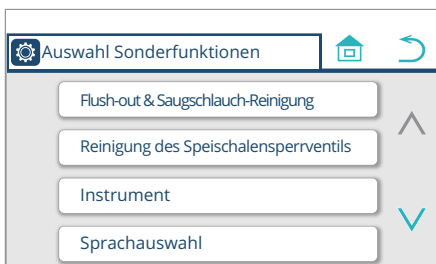 Auswahl Sonderfunktionen
Flush-out & Saugschlauch-Reinigung
Reinigung des Speischalensperrventils
Instrument
Sprachauswahl